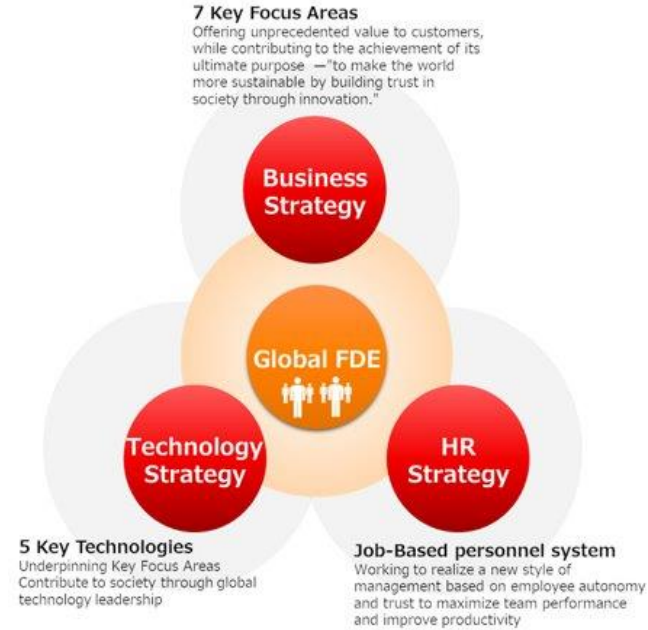 7 Key Focus Areas
Offering unprecedented value to customers,
while contributing to the achievement of its
ultimate purpose —"to make the world
more sustainable by building trust in
society through innovation."
Business
Strategy
Global FDE
Technology
Strategy
HR
Strategy
5 Key Technologies
Underpinning Key Focus Areas
Contribute to society through global
technology leadership
Job-Based personnel system
Working to realize a new style of
management based on employee autonomy
and trust to maximize team performance
and improve productivity